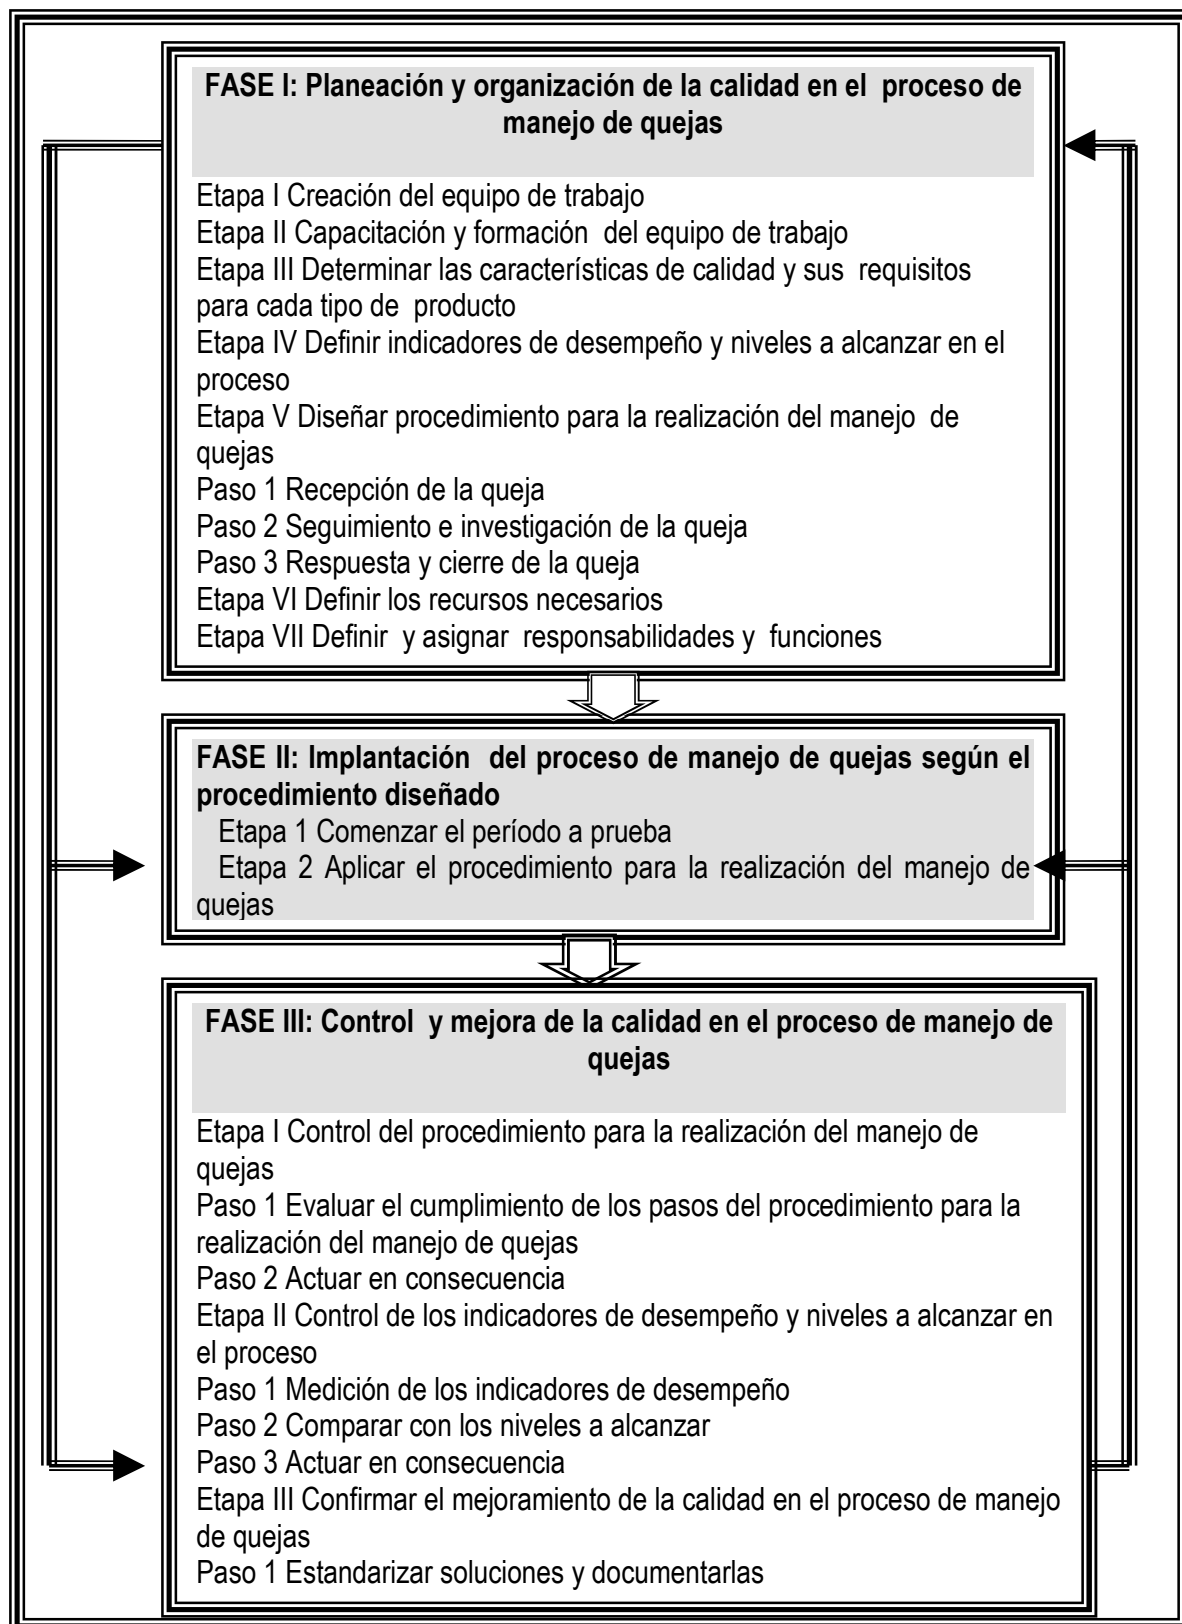 FASE I: Planeación y organización de la calidad en el proceso de
manejo de quejas
Etapa I Creación del equipo de trabajo
Etapa II Capacitación y formación del equipo de trabajo
Etapa III Determinar las características de calidad y sus requisitos
para cada tipo de producto
Etapa IV Definir indicadores de desempeño y niveles a alcanzar en el
proceso
Etapa V Diseñar procedimiento para la realización del manejo de
quejas
Paso 1 Recepción de la queja
Paso 2 Seguimiento e investigación de la queja
Paso 3 Respuesta y cierre de la queja
Etapa VI Definir los recursos necesarios
Etapa VII Definir y asignar responsabilidades y funciones
FASE II: Implantación del proceso de manejo de quejas según el
procedimiento diseñado
Etapa 1 Comenzar el período a prueba
Etapa 2 Aplicar el procedimiento para la realización del manejo de
quejas
FASE III: Control y mejora de la calidad en el proceso de manejo de
quejas
Etapa I Control del procedimiento para la realización del manejo de
quejas
Paso 1 Evaluar el cumplimiento de los pasos del procedimiento para la
realización del manejo de quejas
Paso 2 Actuar en consecuencia
Etapa II Control de los indicadores de desempeño y niveles a alcanzar en
el proceso
Paso 1 Medición de los indicadores de desempeño
Paso 2 Comparar con los niveles a alcanzar
Paso 3 Actuar en consecuencia
Etapa III Confirmar el mejoramiento de la calidad en el proceso de manejo
de quejas
Paso 1 Estandarizar soluciones y documentarlas